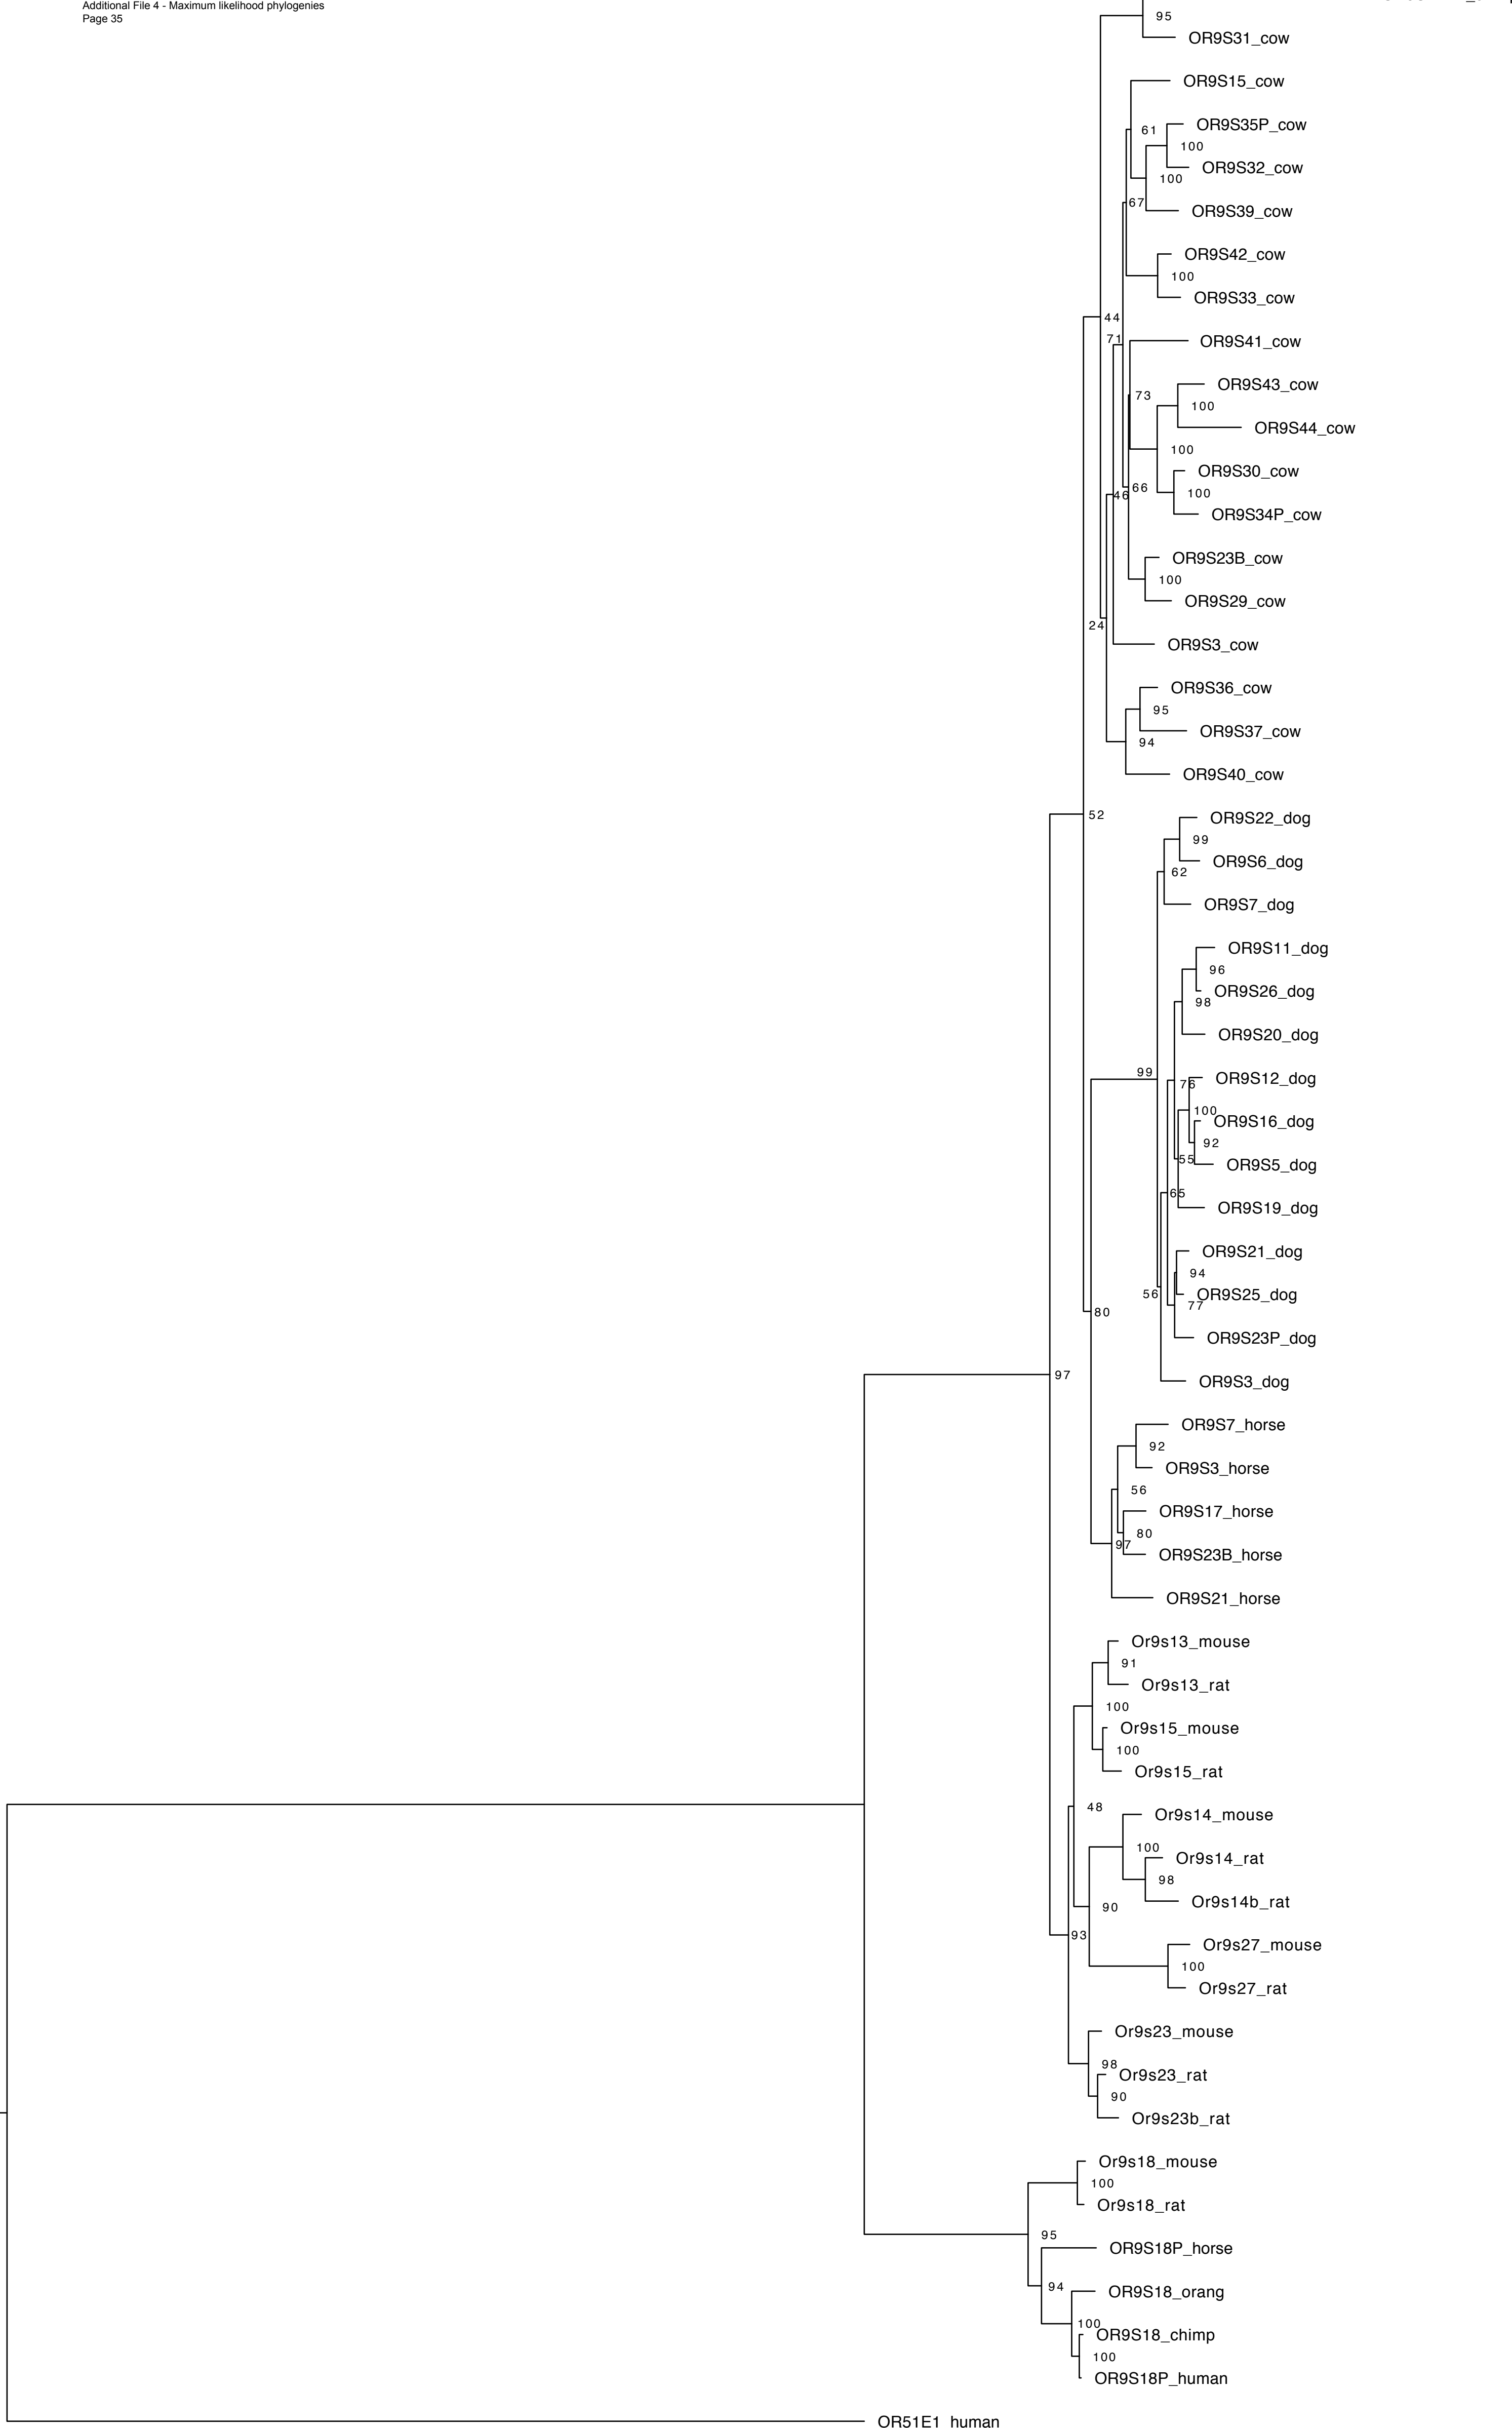 Additional File 4 - Maximum likelihood phylogenies
Page 35
95
OR9S31_cow
OR9S15_cow
61
OR9S35P_cow
100
OR9S32_cow
100
67
OR9S39_cow
OR9S42_cow
100
OR9S33_cow
44
71
OR9S41_cow
OR9S43_cow
73
100
OR9S44_cow
100
OR9S30_cow
66
46
100
OR9S34P_cow
OR9S23B_cow
100
OR9S29_cow
24
OR9S3_cow
OR9S36_cow
95
OR9S37_cow
94
OR9S40_cow
52
OR9S22_dog
99
OR9S6_dog
62
OR9S7_dog
OR9S11_dog
96
OR9S26_dog
98
OR9S20_dog
99
OR9S12_dog
76
100
OR9S16_dog
92
55
OR9S5_dog
65
OR9S19_dog
OR9S21_dog
94
56
OR9S25_dog
77
80
OR9S23P_dog
97
OR9S3_dog
OR9S7_horse
92
OR9S3_horse
56
OR9S17_horse
80
97
OR9S23B_horse
OR9S21_horse
Or9s13_mouse
91
Or9s13_rat
100
Or9s15_mouse
100
Or9s15_rat
48
Or9s14_mouse
100
Or9s14_rat
98
Or9s14b_rat
90
93
Or9s27_mouse
100
Or9s27_rat
Or9s23_mouse
98
Or9s23_rat
90
Or9s23b_rat
Or9s18_mouse
100
Or9s18_rat
95
OR9S18P_horse
94
OR9S18_orang
100
OR9S18_chimp
100
OR9S18P_human
OR51E1_human